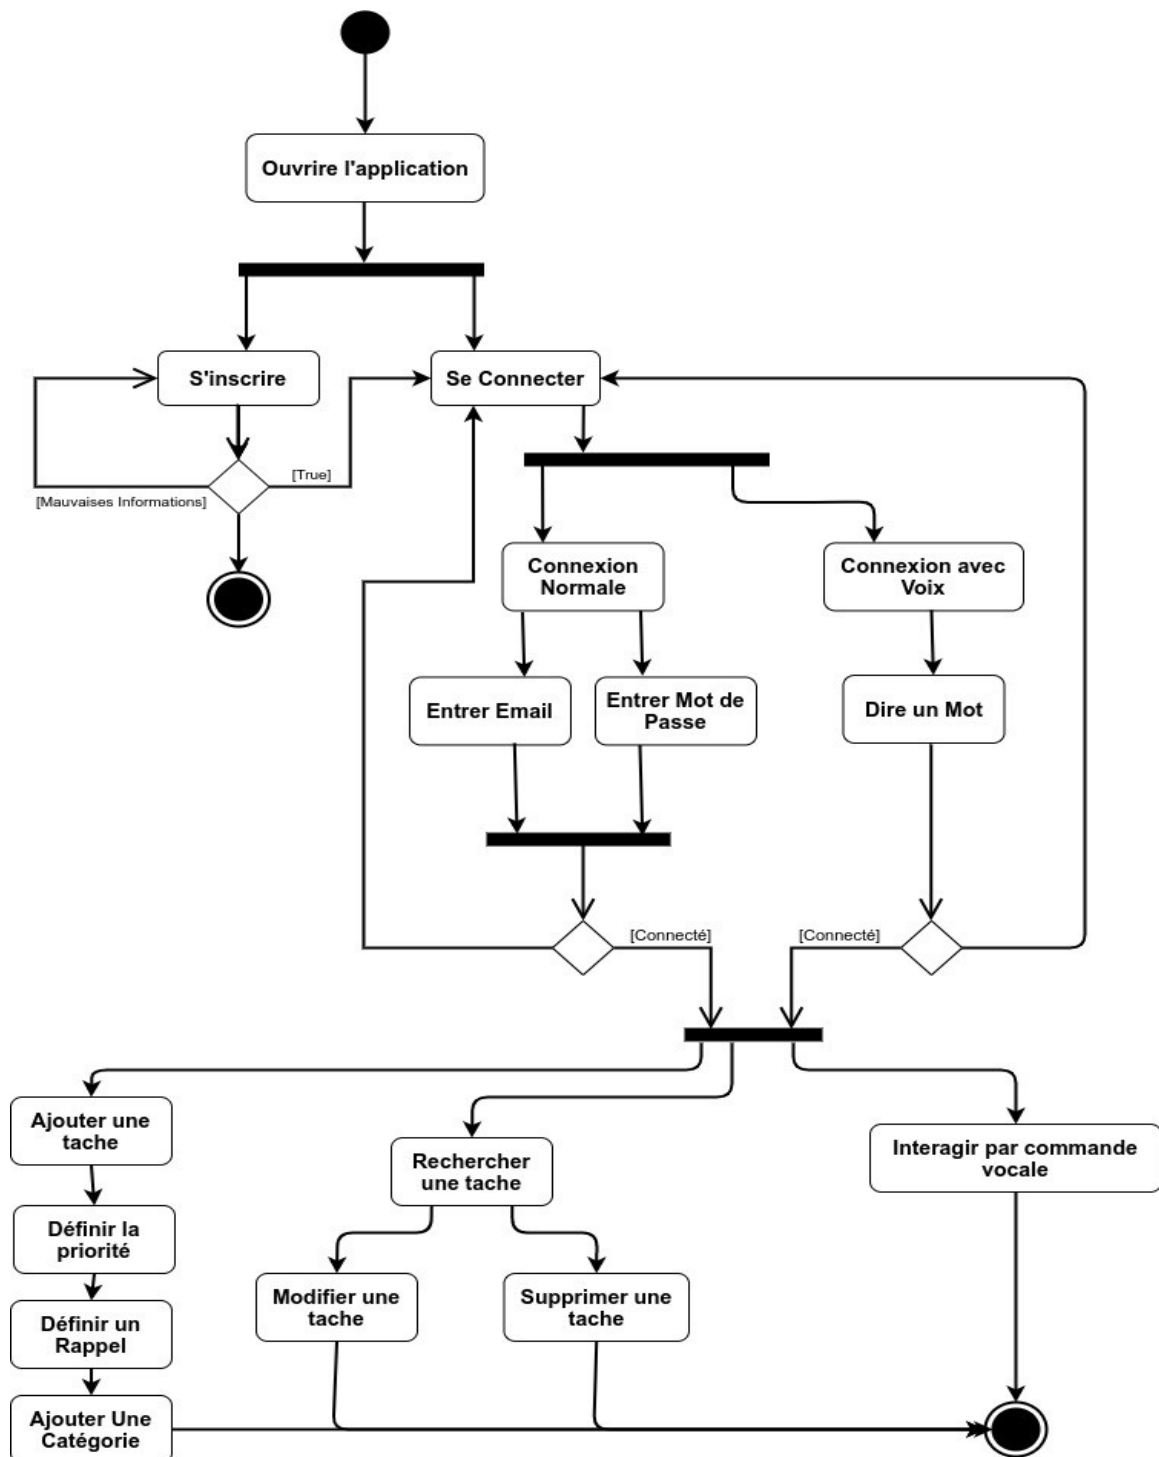 Ouvrire l'application
S'inscrire
Se Connecter
[True]
[Mauvaises Informations]
Connexion
Normale
Connexion avec
Voix
Entrer Email
Entrer Mot de
Passe
Dire un Mot
[Connecté]
[Connecté]
Ajouter une
tache
Rechercher
une tache
Interagir par commande
vocale
Définir la
priorité
Modifier une
tache
Supprimer une
tache
Définir un
Rappel
Ajouter Une
Catégorie